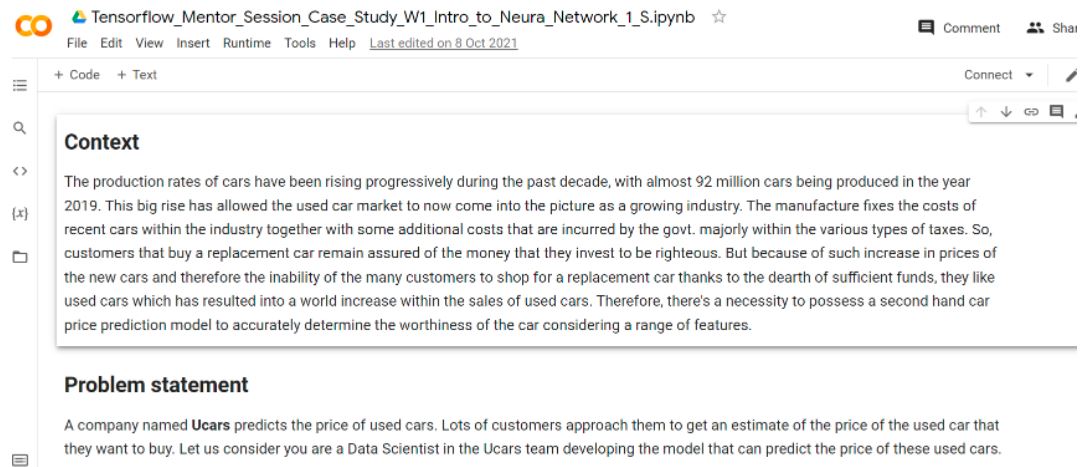 Tensorflow_Mentor_Session_Case_Study_W1_Intro_to_Neura_Network_1_S.ipynb
File Edit View Insert Runtime Tools Help Last edited on 8 Oct 2021
Comment
Shar
+ Code + Text
Connect
{x}
Context
The production rates of cars have been rising progressively during the past decade, with almost 92 million cars being produced in the year
2019. This big rise has allowed the used car market to now come into the picture as a growing industry. The manufacture fixes the costs of
recent cars within the industry together with some additional costs that are incurred by the govt. majorly within the various types of taxes. So,
customers that buy a replacement car remain assured of the money that they invest to be righteous. But because of such increase in prices of
the new cars and therefore the inability of the many customers to shop for a replacement car thanks to the dearth of sufficient funds, they like
used cars which has resulted into a world increase within the sales of used cars. Therefore, there's a necessity to possess a second hand car
price prediction model to accurately determine the worthiness of the car considering a range of features.
Problem statement
A company named Ucars predicts the price of used cars. Lots of customers approach them to get an estimate of the price of the used car that
they want to buy. Let us consider you are a Data Scientist in the Ucars team developing the model that can predict the price of these used cars.